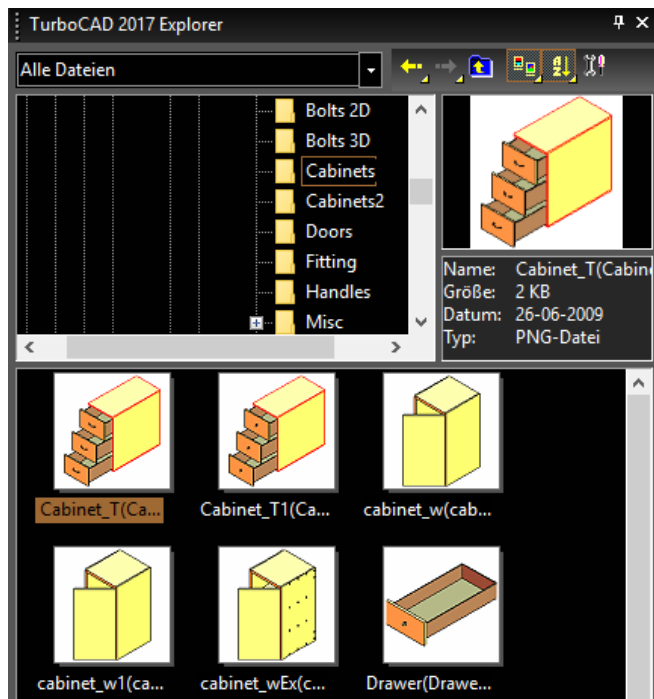 TurboCAD 2017 Explorer
Alle Dateien
Bolts 2D
Bolts 3D
Cabinets
Cabinets2
Doors
Fitting
Handles
Misc
Name: Cabinet_T(Cabin
Größe: 2 KB
Datum: 26-06-2009
Typ: PNG-Datei
Cabinet_T(Ca...
Cabinet_T1(Ca...
cabinet_w(cab...
cabinet_w1(ca...
cabinet_wEx(c...
Drawer(Drawe...